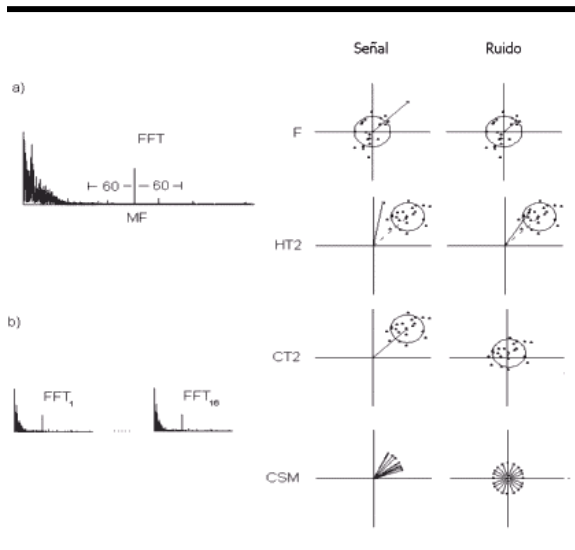 Señal Ruido
a)
FFT
60 60
MF
F
HT2
b)
CT2
FFT1 ..... FFT16
CSM